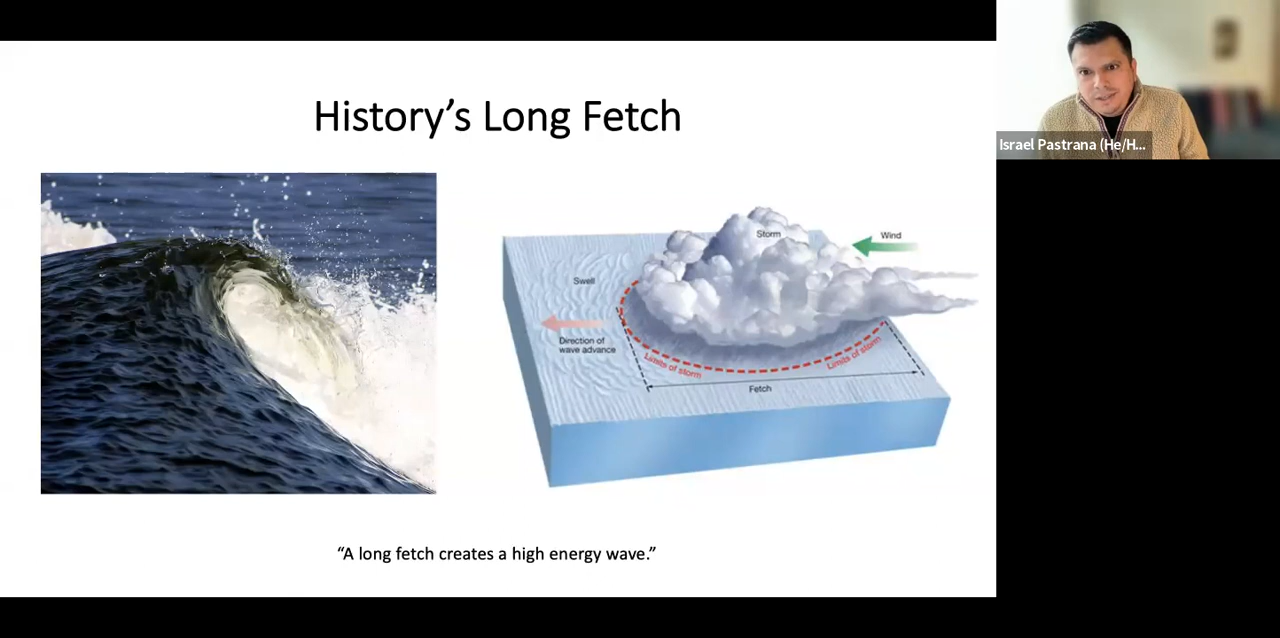 History’s Long Fetch
Israel Pastrana (He/H...
Storm
Wind
Swell
Direction of
wave advance
Limits of storm
Limits of storm
Fetch
“A long fetch creates a high energy wave.”